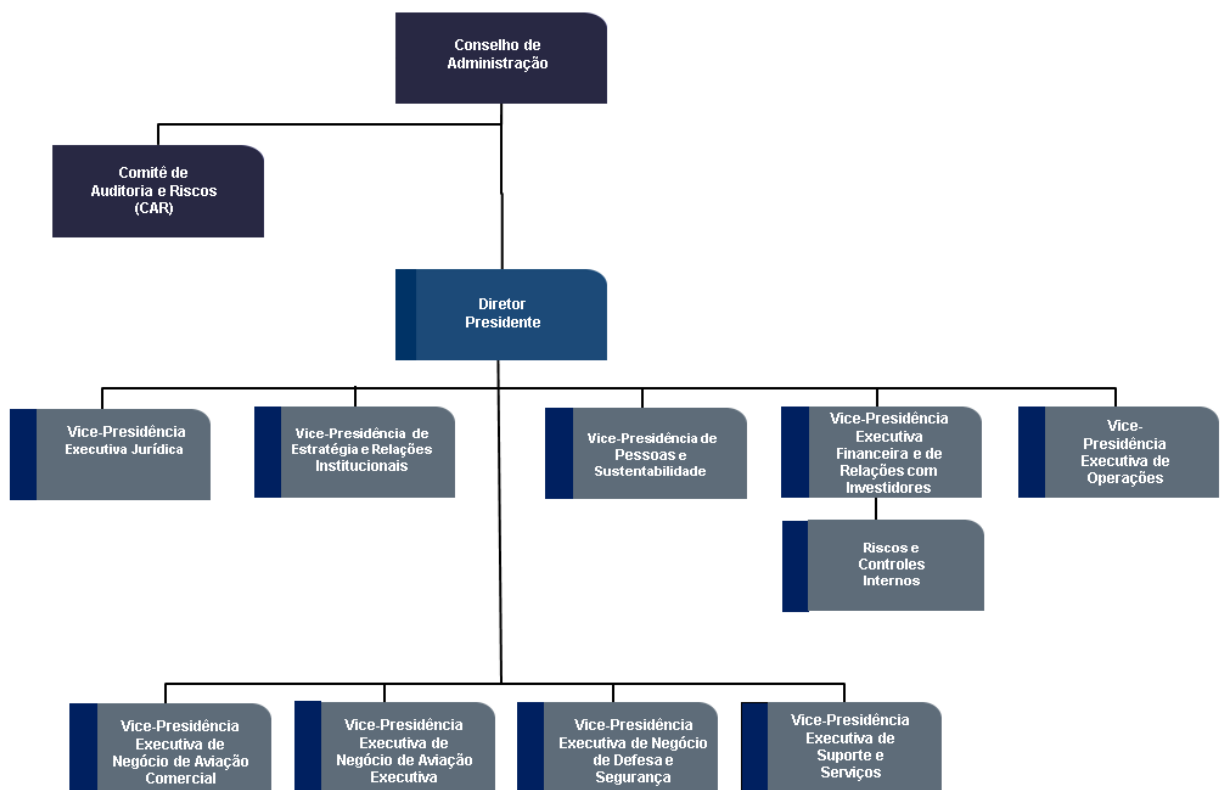 Conselho de
Administração
Comitê de
Auditoria e Riscos
(CAR)
Diretor
Presidente
Vice-Presidência
Executiva Jurídica
Vice-Presidência de
Estratégia e Relações
Institucionais
Vice-Presidência de
Pessoas e
Sustentabilidade
Vice-Presidência
Executiva
Financeira e de
Relações com
Investidores
Vice-
Presidência
Executiva de
Operações
Riscos e
Controles
Internos
Vice-Presidência
Executiva de
Negócio de Aviação
Comercial
Vice-Presidência
Executiva de
Negócio de Aviação
Executiva
Vice-Presidência
Executiva de Negócio
de Defesa e
Segurança
Vice-Presidência
Executiva de
Suporte e
Serviços